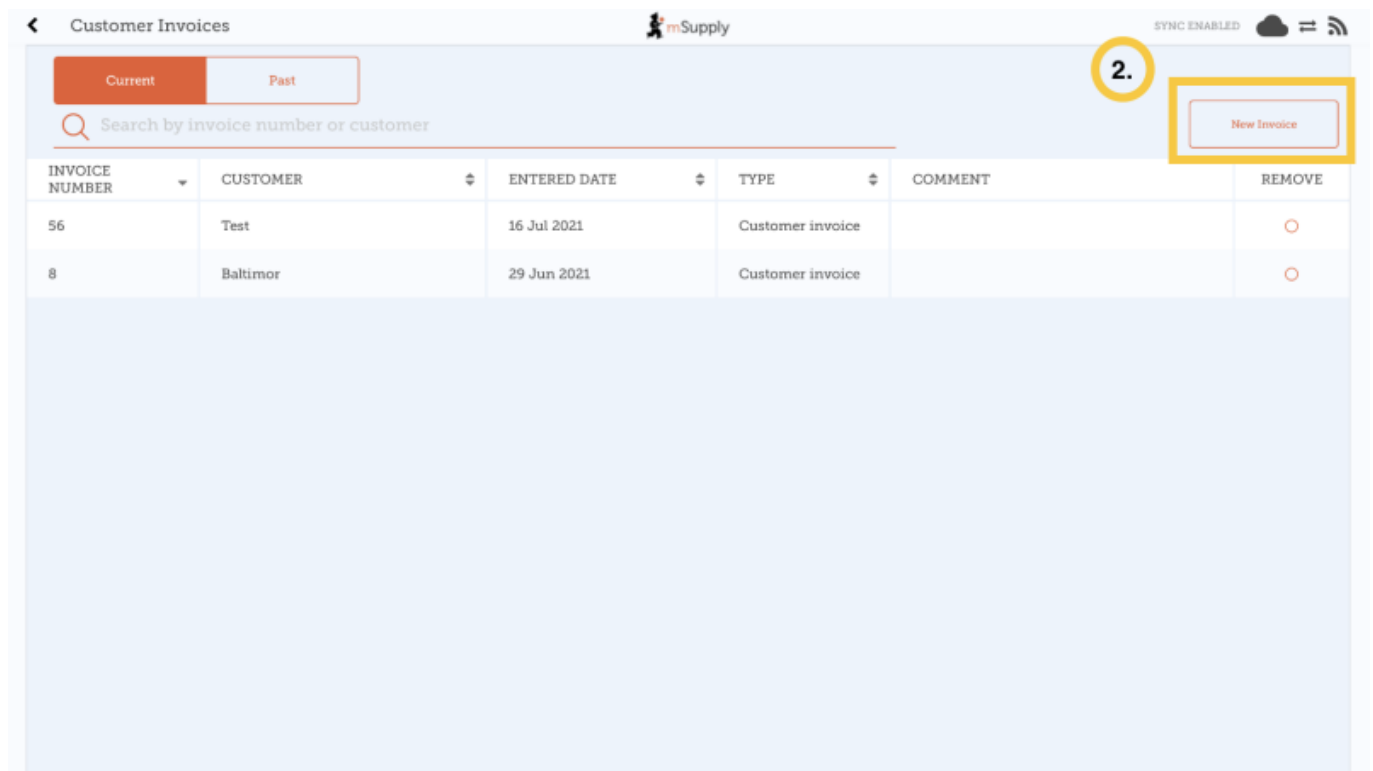 Customer Invoices
mSupply
SYNC ENABLED
2.
Current
Past
Search by invoice number or customer
New Invoice
INVOICE NUMBER
CUSTOMER
ENTERED DATE
TYPE
COMMENT
REMOVE
56 Test 16 Jul 2021 Customer invoice
8 Baltimor 29 Jun 2021 Customer invoice